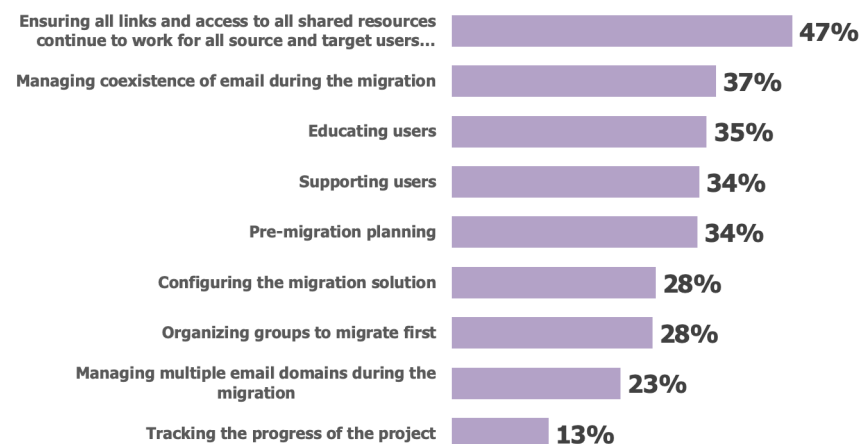 Ensuring all links and access to all shared resources
continue to work for all source and target users...
47%
Managing coexistence of email during the migration
37%
Educating users
35%
Supporting users
34%
Pre-migration planning
34%
Configuring the migration solution
28%
Organizing groups to migrate first
28%
Managing multiple email domains during the
migration
23%
Tracking the progress of the project
13%